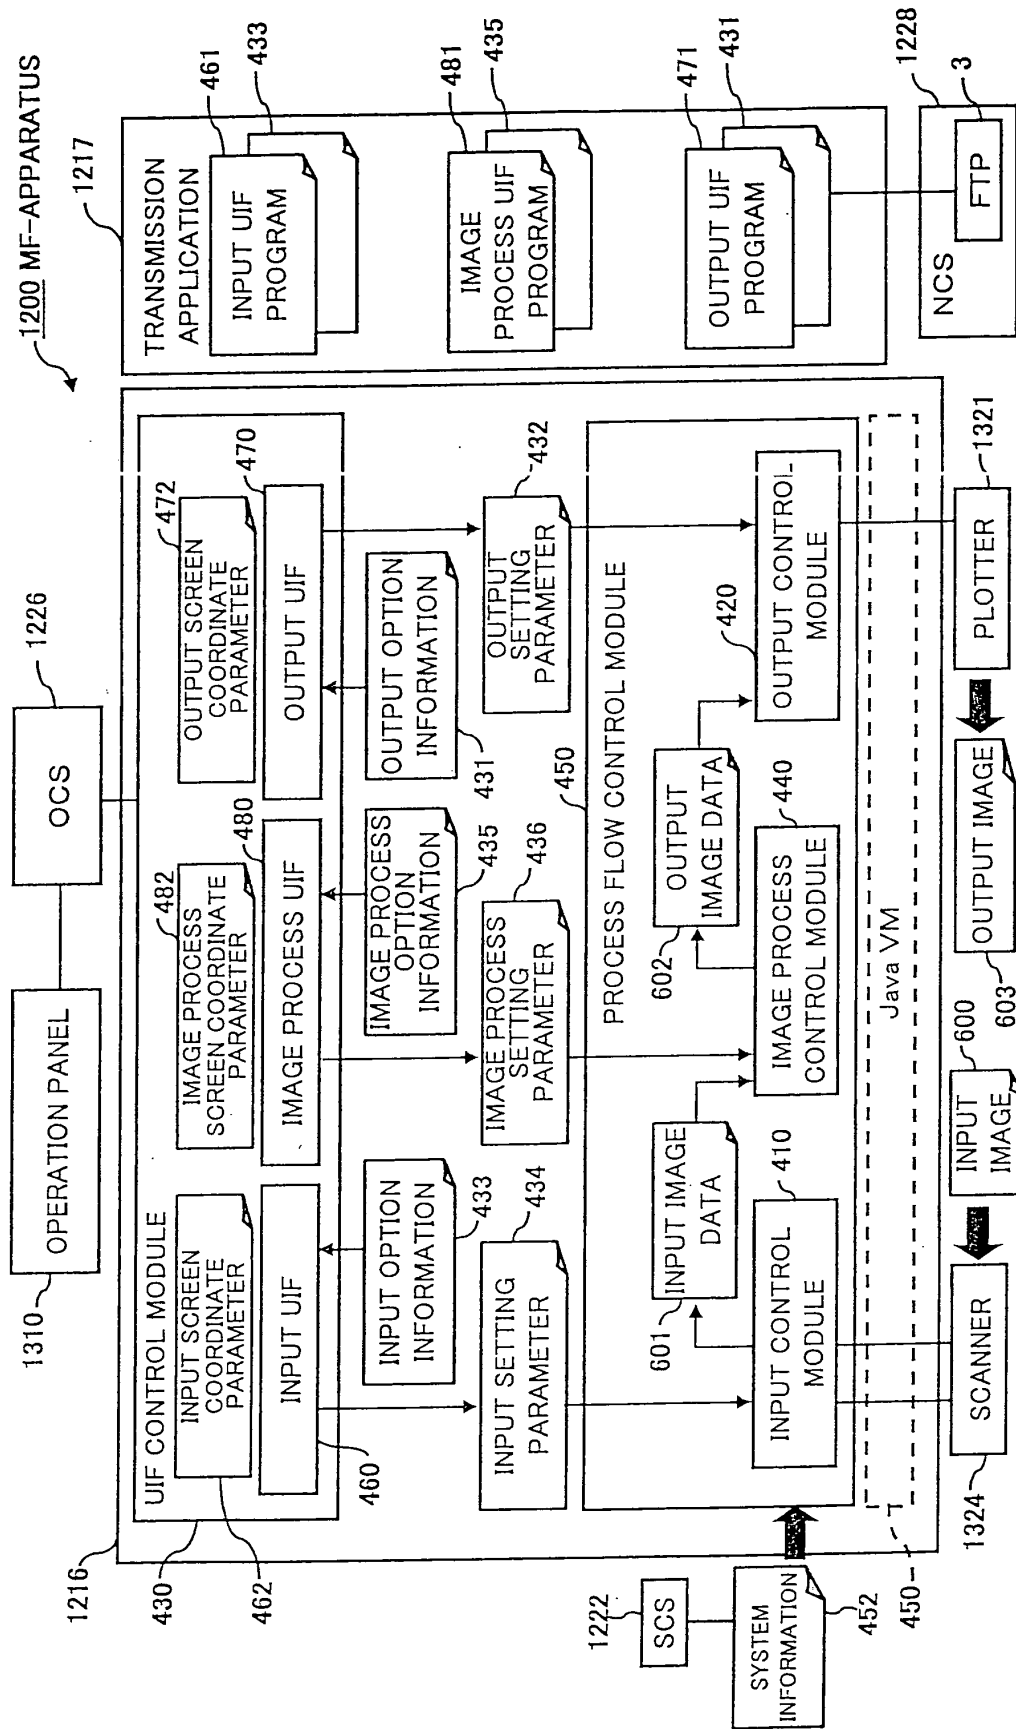 1200 MF-APPARATUS
1310
OPERATION PANEL
OCS
1226
1217
1216
430
462
UIF CONTROL MODULE
INPUT SCREEN
COORDINATE
PARAMETER
482
IMAGE PROCESS
SCREEN COORDINATE
PARAMETER
472
OUTPUT SCREEN
COORDINATE
PARAMETER
INPUT UIF
460
IMAGE PROCESS UIF
480
OUTPUT UIF
470
INPUT OPTION
INFORMATION
433
IMAGE PROCESS
OPTION
INFORMATION
435
OUTPUT OPTION
INFORMATION
431
INPUT SETTING
PARAMETER
434
IMAGE PROCESS
SETTING
PARAMETER
436
OUTPUT
SETTING
PARAMETER
432
450
PROCESS FLOW CONTROL MODULE
601
INPUT IMAGE
DATA
602
OUTPUT
IMAGE DATA
INPUT CONTROL
MODULE
410
IMAGE PROCESS
CONTROL MODULE
440
420
OUTPUT CONTROL
MODULE
Java VM
450
1222
SCS
SYSTEM
INFORMATION
452
1324
SCANNER
INPUT
IMAGE
600
OUTPUT IMAGE
603
PLOTTER
1321
TRANSMISSION
APPLICATION
INPUT UIF
PROGRAM
461
433
IMAGE
PROCESS UIF
PROGRAM
481
435
OUTPUT UIF
PROGRAM
471
431
NCS
1228
FTP
3